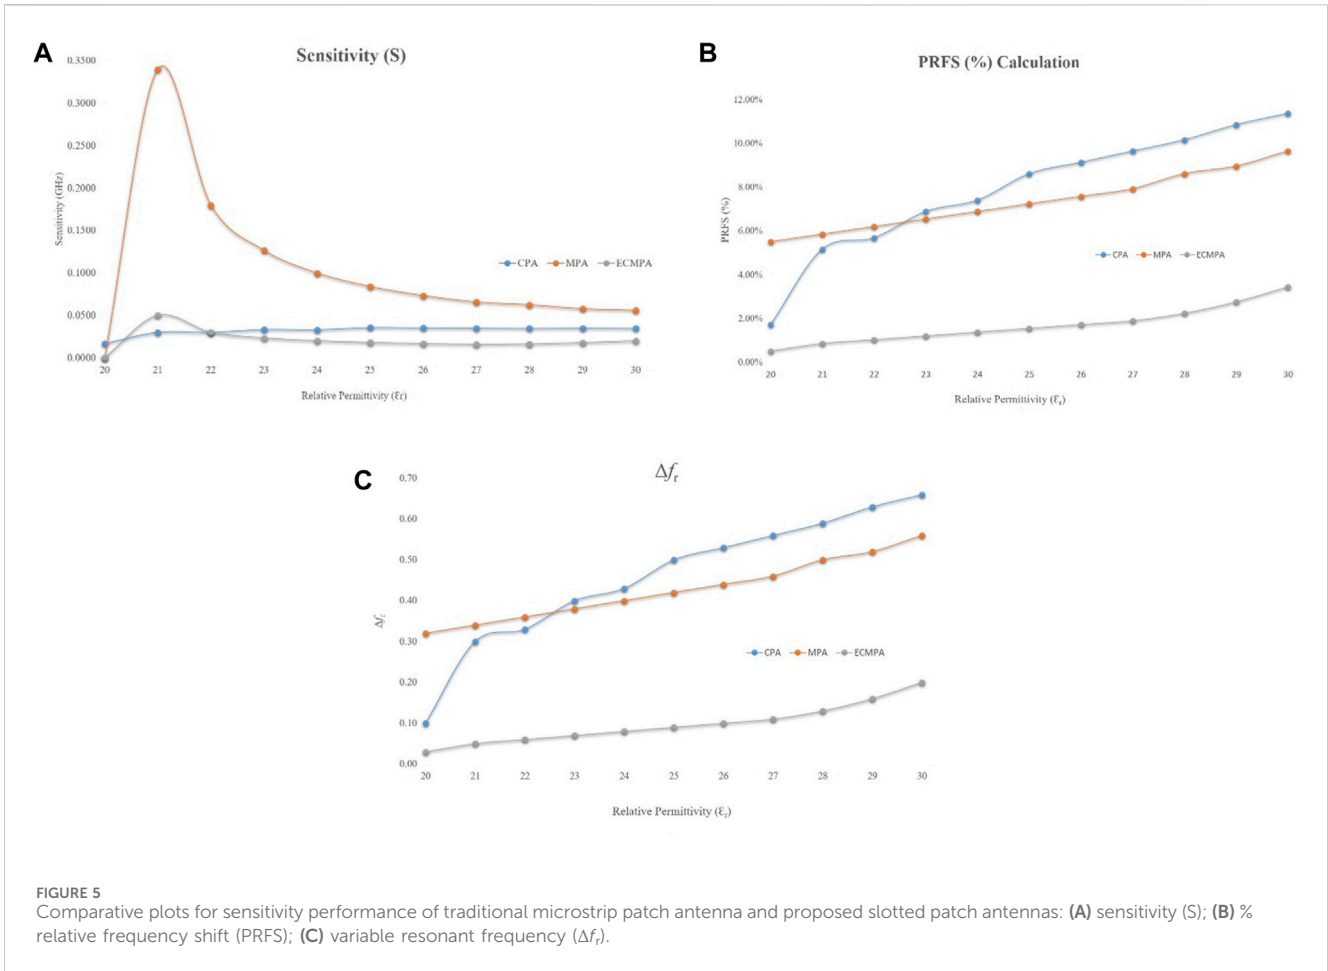 A
Sensitivity (S)
0.3500
0.3000
0.2500
0.2000
0.1500
0.1000
0.0500
0.0000
Sensitivity (GHz)
CPA MPA ECMPA
20 21 22 23 24 25 26 27 28 29 30
Relative Permittivity (Ɛr)
B
PRFS (%) Calculation
12.00%
10.00%
8.00%
6.00%
4.00%
2.00%
0.00%
PRFS (%)
CPA MPA ECMPA
20 21 22 23 24 25 26 27 28 29 30
Relative Permittivity (Ɛr)
C
Δfr
0.70
0.60
0.50
0.40
0.30
0.20
0.10
0.00
Δfr
CPA MPA ECMPA
20 21 22 23 24 25 26 27 28 29 30
Relative Permittivity (Ɛr)
FIGURE 5
Comparative plots for sensitivity performance of traditional microstrip patch antenna and proposed slotted patch antennas: (A) sensitivity (S); (B) %
relative frequency shift (PRFS); (C) variable resonant frequency (Δfr).